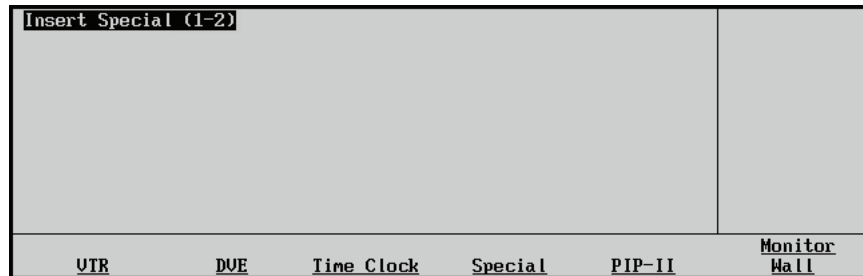 Insert Special (1-2)
VTR DVE Time Clock Special PIP-II Monitor Wall